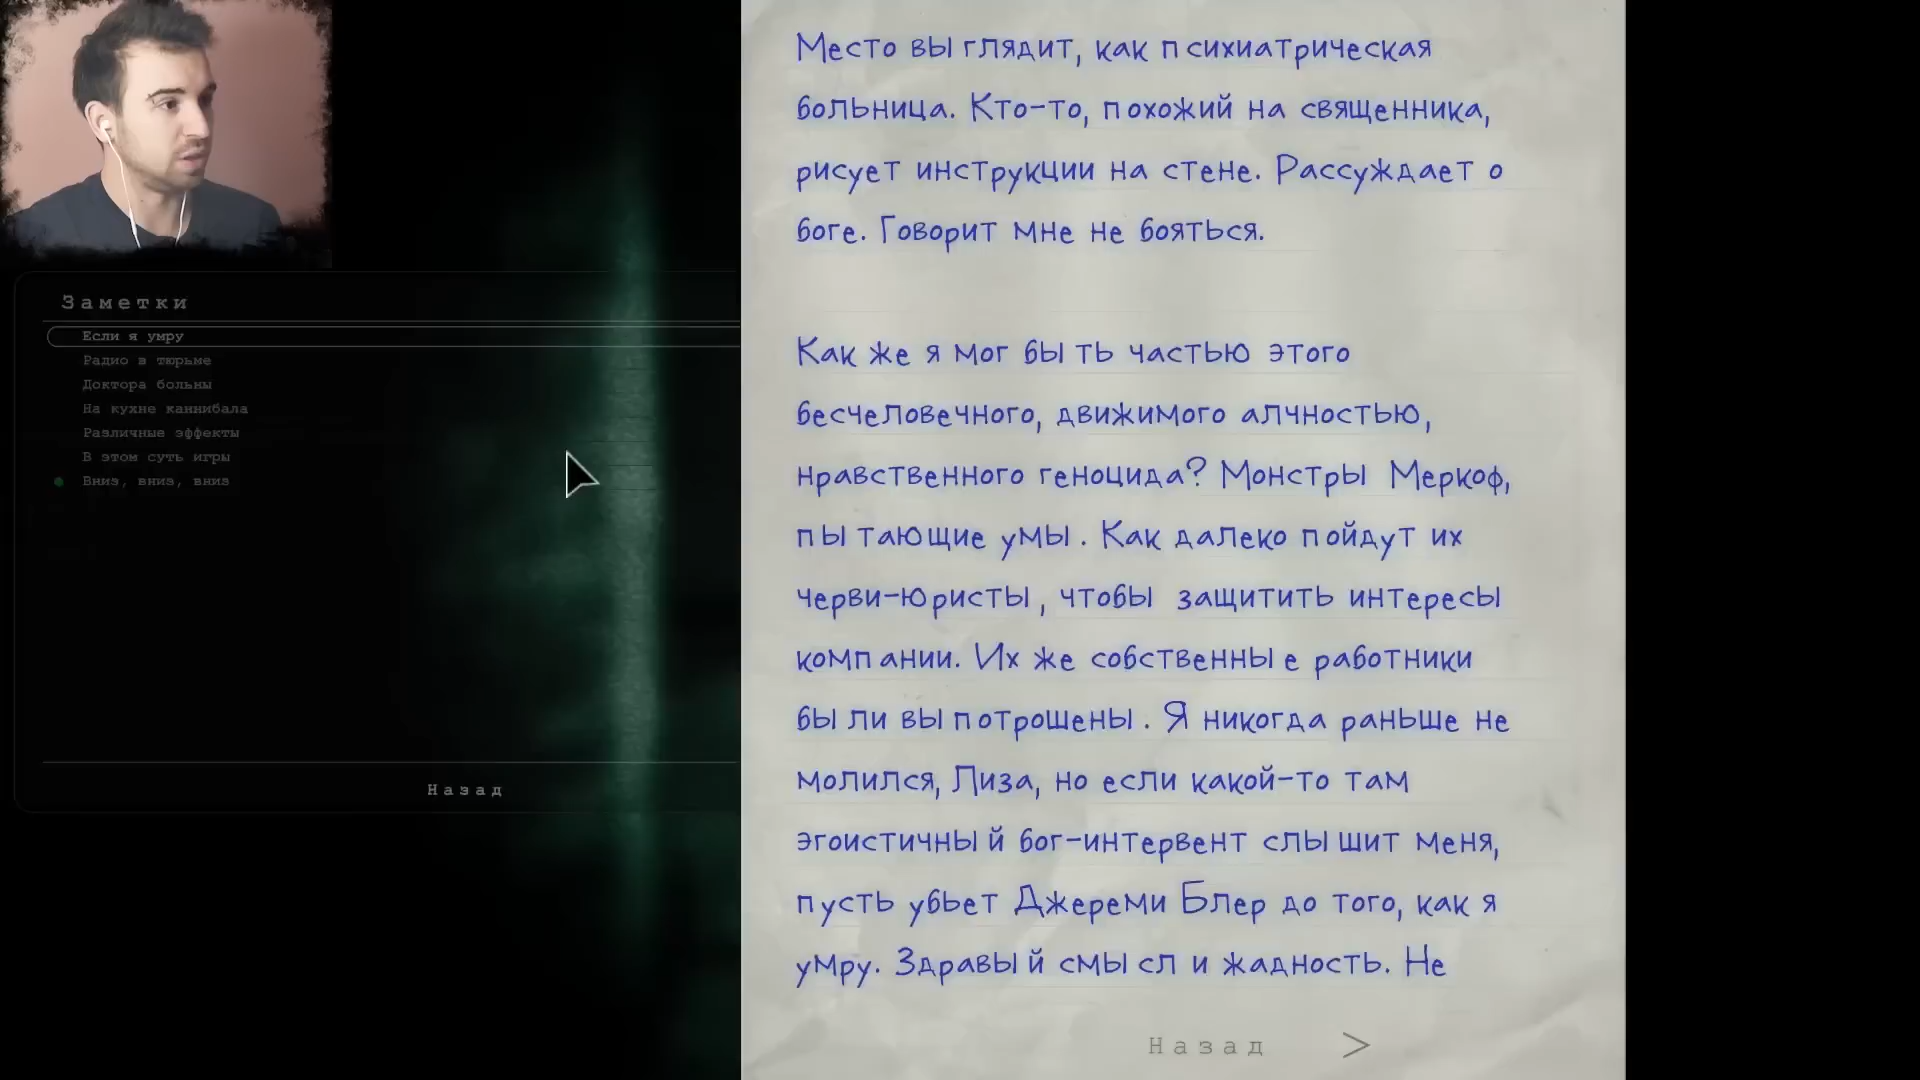 Заметки
Если я умру
Радио в тюрьме
Доктора больны
На кухне каннибала
Различные эффекты
В этом суть игры
Вниз, вниз, вниз
Назад
Место выглядит, как психиатрическая
больница. Кто-то, похожий на священника,
рисует инструкции на стене. Рассуждает о
боге. Говорит мне не бояться.
Как же я мог быть частью этого
бесчеловечного, движимого алчностью,
нравственного геноцида? Монстры Меркоф,
пытающие умы. Как далеко пойдут их
черви-юристы, чтобы защитить интересы
компании. Их же собственные работники
были выпотрошены. Я никогда раньше не
молился, Лиза, но если какой-то там
эгоистичный бог-интервент слышит меня,
пусть убьет Джереми Блер до того, как я
умру. Здравый смысл и жадность. Не
Назад >